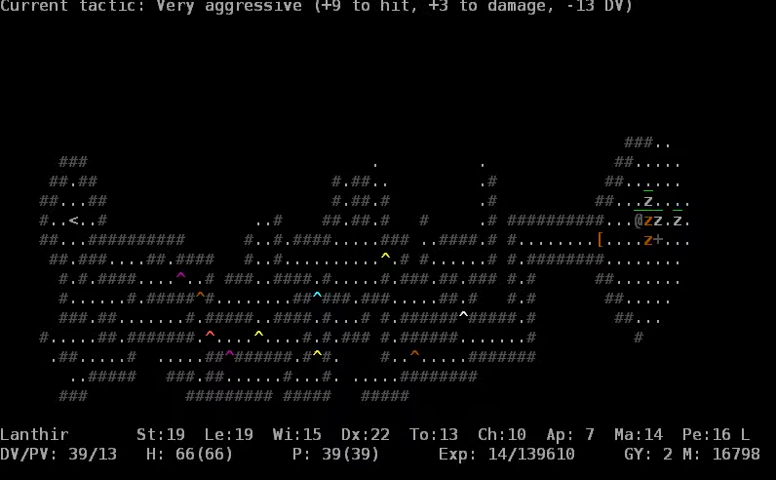 Current tactic: Very aggressive (+9 to hit, +3 to damage, -13 DV)
###..
### . . ##.....
##.## #.##.. .# ##......
##...## #.##.# .# ##...z....
#..<..# ..# ##.##.# # .# ##########...@zz.z.
##...########## #..#.####.....### ..####.# #........[....z+...
##.##....##.#### #..#..........^.# #......# #.########........
#.#.####...^..# ###..####.#.....#.##.###.##.# #.# ##......
#......#.#####^#........##^###.###.....##.# #.# ##.....
###.##.......#.#####..####.#...#.#######^#####.# ##...
#.....##.#######^....^....#.#.### #.######.......# #
.##.....# .....##^######.##^#. #..^.....#######
..##### ###.##......#...#. .....########
### ######### ##### #####
Lanthir St:19 Le:19 Wi:15 Dx:22 To:13 Ch:10 Ap: 7 Ma:14 Pe:16 L
DV/PV: 39/13 H: 66(66) P: 39(39) Exp: 14/139610 GY: 2 M: 16798